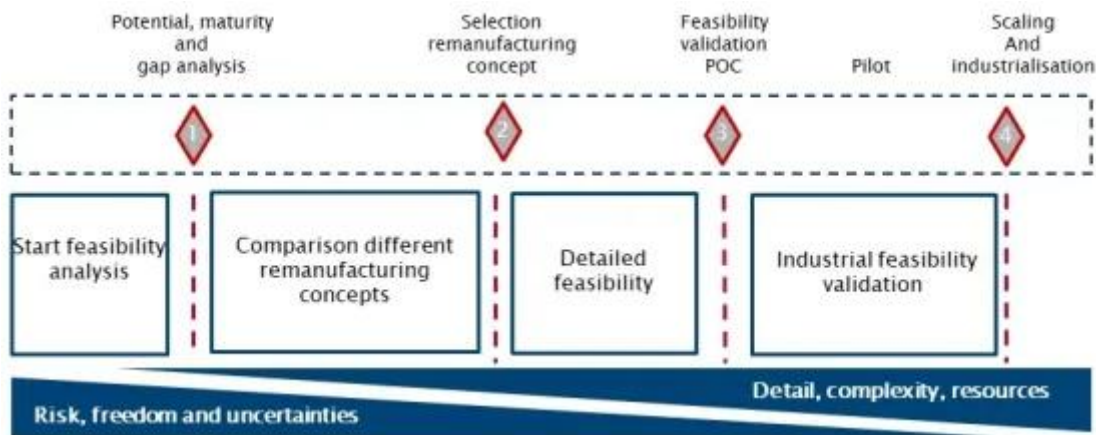 Potential, maturity
and
gap analysis
Selection
remanufacturing
concept
Feasibility
validation
POC
Pilot
Scaling
And
industrialisation
1
2
3
4
Start feasibility
analysis
Comparison different
remanufacturing
concepts
Detailed
feasibility
Industrial feasibility
validation
Detail, complexity, resources
Risk, freedom and uncertainties